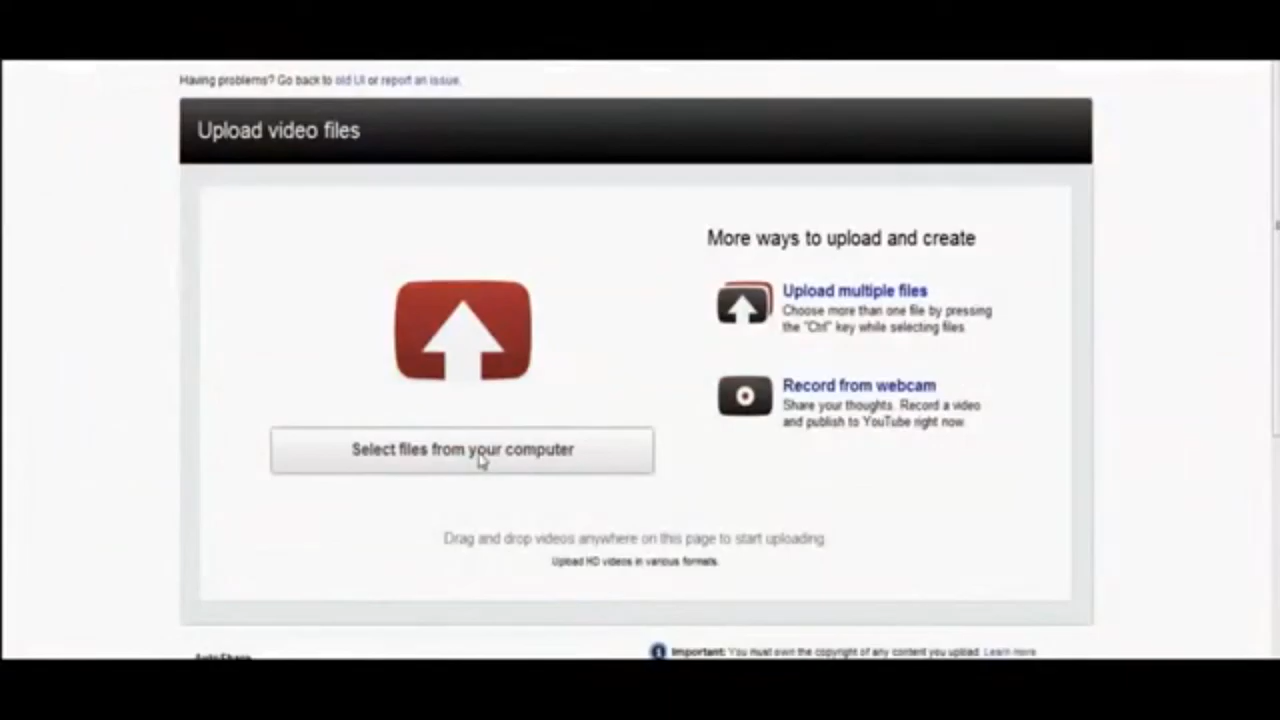 Having problems? Go back to old UI or report an issue.
Upload video files
More ways to upload and create
Upload multiple files
Choose more than one file by pressing
the "Ctrl" key while selecting files
Record from webcam
Share your thoughts. Record a video
and publish to YouTube right now.
Select files from your computer
Drag and drop videos anywhere on this page to start uploading.
Upload HD videos in various formats.
Important: You must own the copyright of any content you upload. Learn more
AutoShare